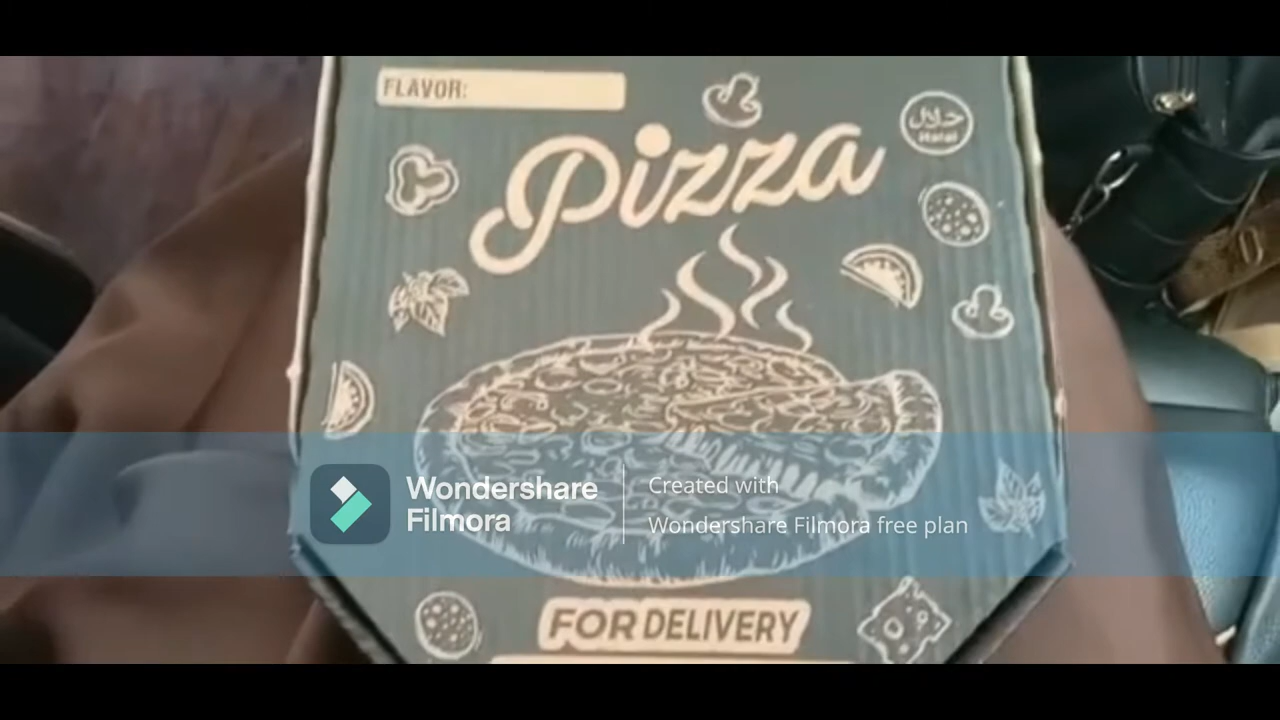 FLAVOR:
Pizza
حلال
Halal
Wondershare
Filmora
Created with
Wondershare Filmora free plan
FOR DELIVERY